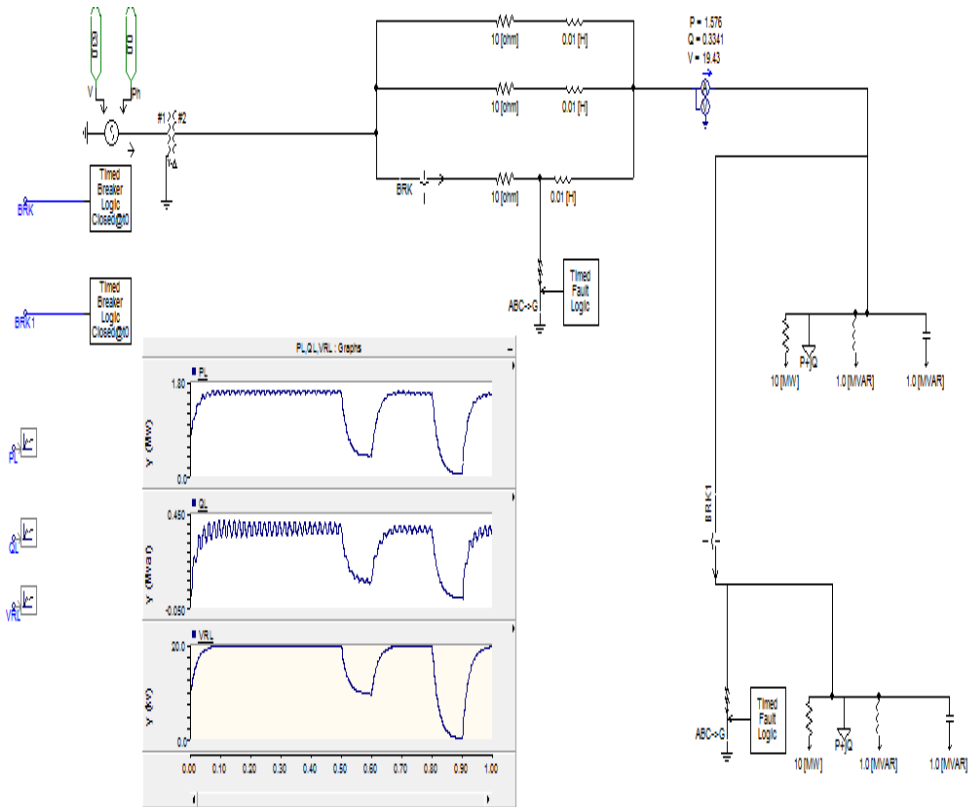 P = 1.576
Q = 0.3341
V = 19.43
10 [ohm]
0.01 [H]
10 [ohm]
0.01 [H]
V
Ph
#1
#2
Y-Δ
BRK
10 [ohm]
0.01 [H]
Timed
Breaker
Logic
Closed@t0
BRK
Timed
Breaker
Logic
Closed@t0
BRK1
ABC->G
Timed
Fault
Logic
P+jQ
10 [MW]
1.0 [MVAR]
1.0 [MVAR]
PL,QL,VRL : Graphs
PL
1.80
Y (Mw)
0.0
QL
0.450
Y (Mvar)
-0.050
VRL
20.0
Y (kv)
0.0
0.00
0.10
0.20
0.30
0.40
0.50
0.60
0.70
0.80
0.90
1.00
PL
QL
VRL
BRK1
ABC->G
Timed
Fault
Logic
P+jQ
10 [MW]
1.0 [MVAR]
1.0 [MVAR]